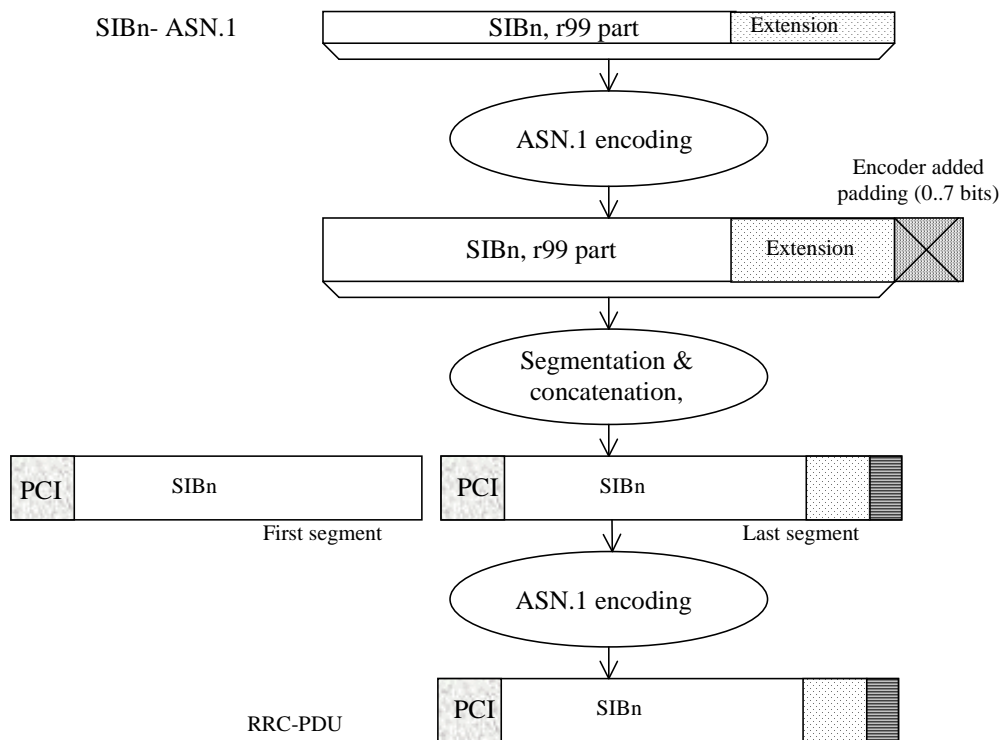 SIBn- ASN.1
SIBn, r99 part
Extension
ASN.1 encoding
Encoder added
padding (0..7 bits)
SIBn, r99 part
Extension
Segmentation &
concatenation,
PCI
SIBn
PCI
SIBn
First segment
Last segment
ASN.1 encoding
PCI
SIBn
RRC-PDU